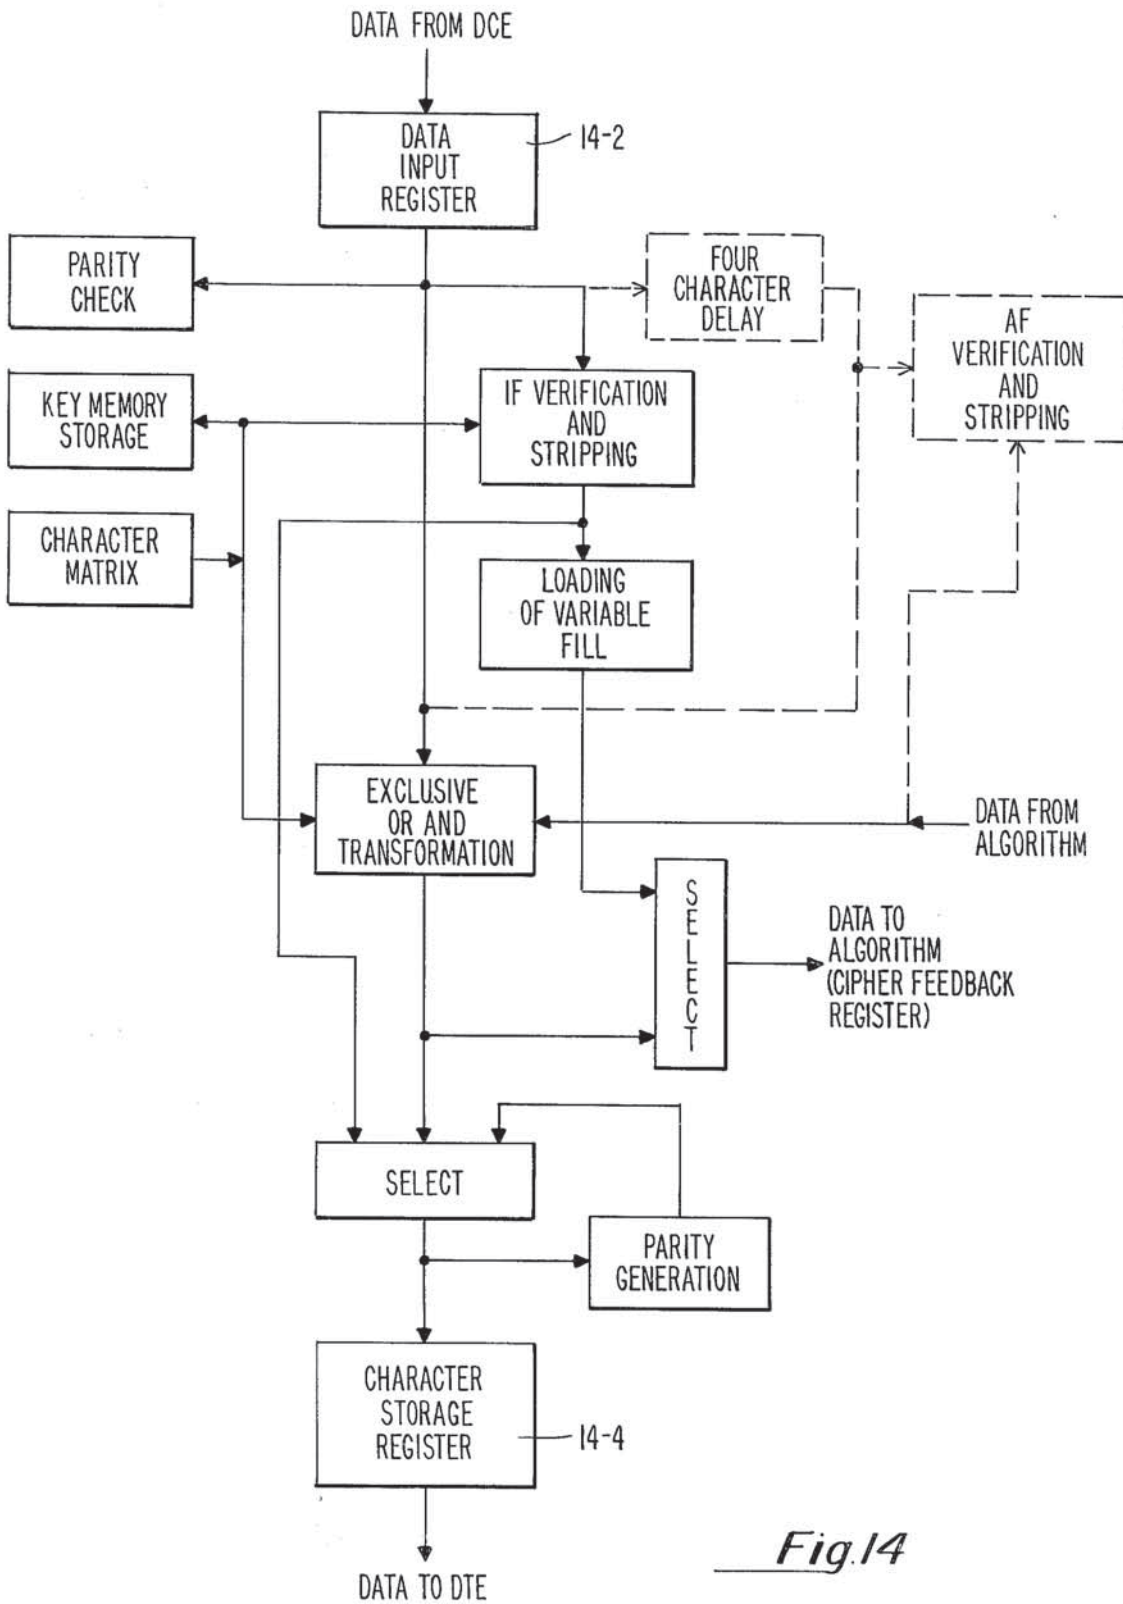 DATA FROM DCE
DATA
INPUT
REGISTER
14-2
PARITY
CHECK
FOUR
CHARACTER
DELAY
AF
VERIFICATION
AND
STRIPPING
KEY MEMORY
STORAGE
IF VERIFICATION
AND
STRIPPING
CHARACTER
MATRIX
LOADING
OF VARIABLE
FILL
EXCLUSIVE
OR AND
TRANSFORMATION
DATA FROM
ALGORITHM
SELECT
DATA TO
ALGORITHM
(CIPHER FEEDBACK
REGISTER)
SELECT
PARITY
GENERATION
CHARACTER
STORAGE
REGISTER
14-4
DATA TO DTE
Fig.14